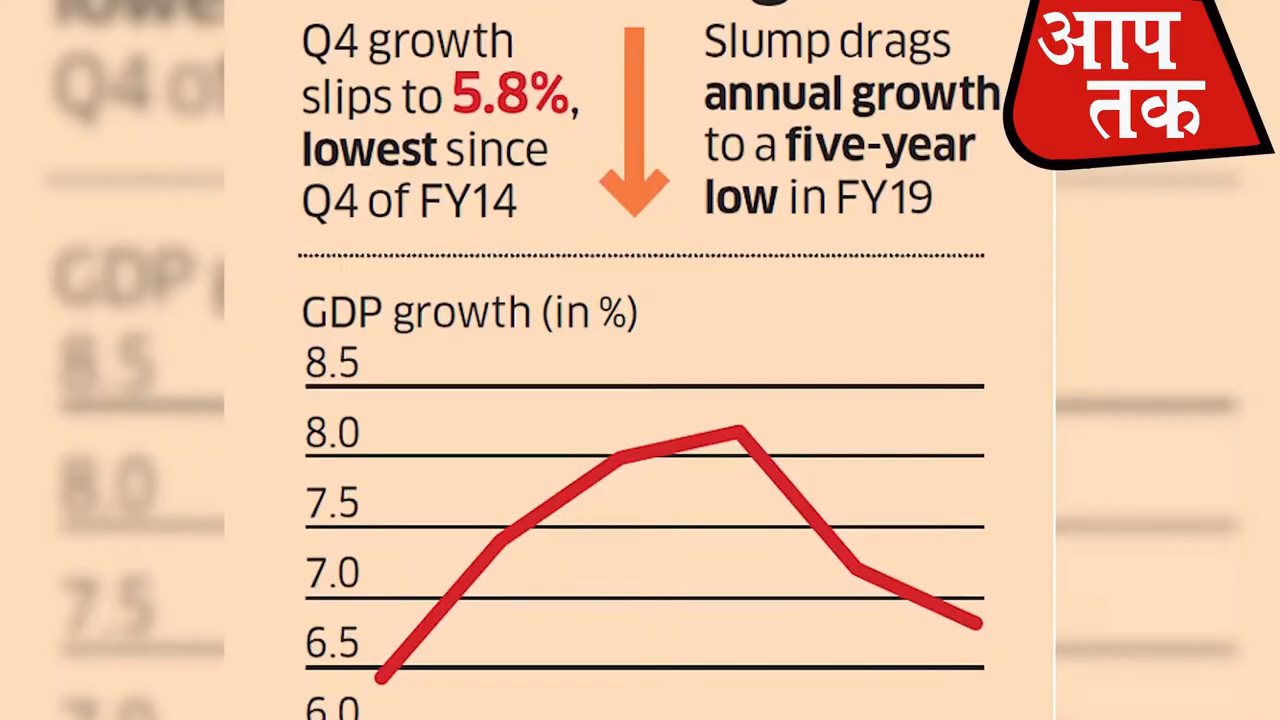 Q4 growth
slips to 5.8%,
lowest since
Q4 of FY14
Slump drags
annual growth
to a five-year
low in FY19
आप
तक
GDP growth (in %)
8.5
8.0
7.5
7.0
6.5
6.0